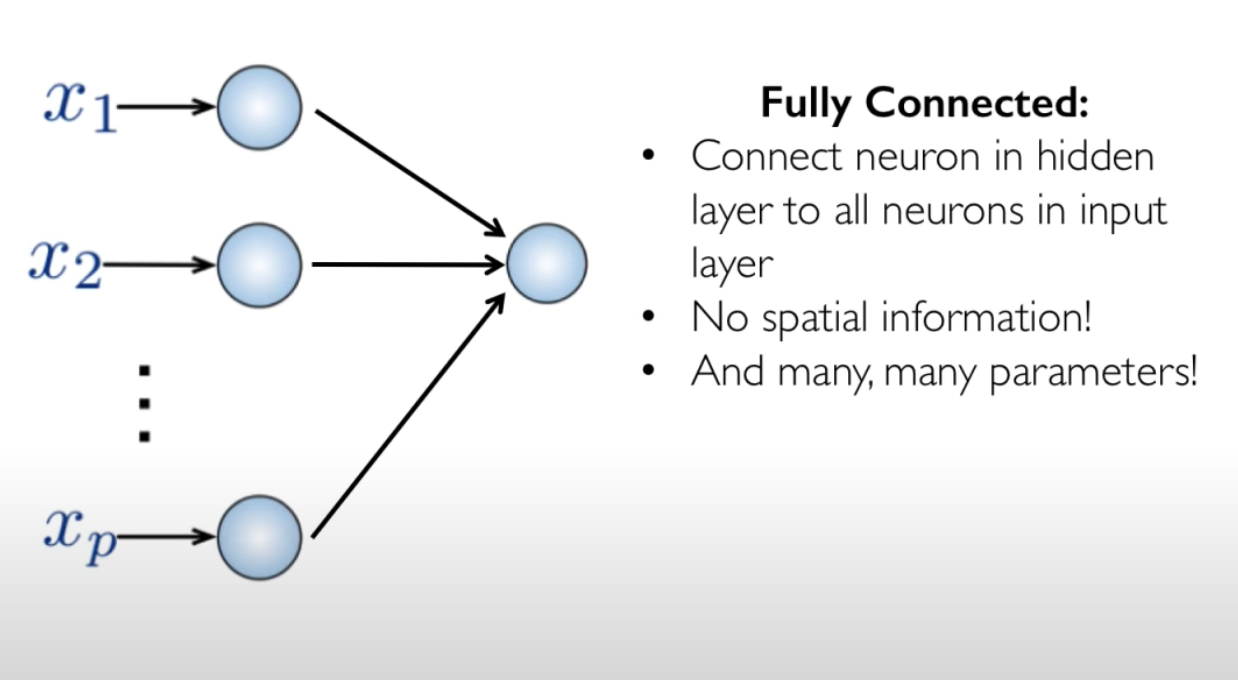 x1
x2
xp
Fully Connected:
• Connect neuron in hidden
layer to all neurons in input
layer
• No spatial information!
• And many, many parameters!